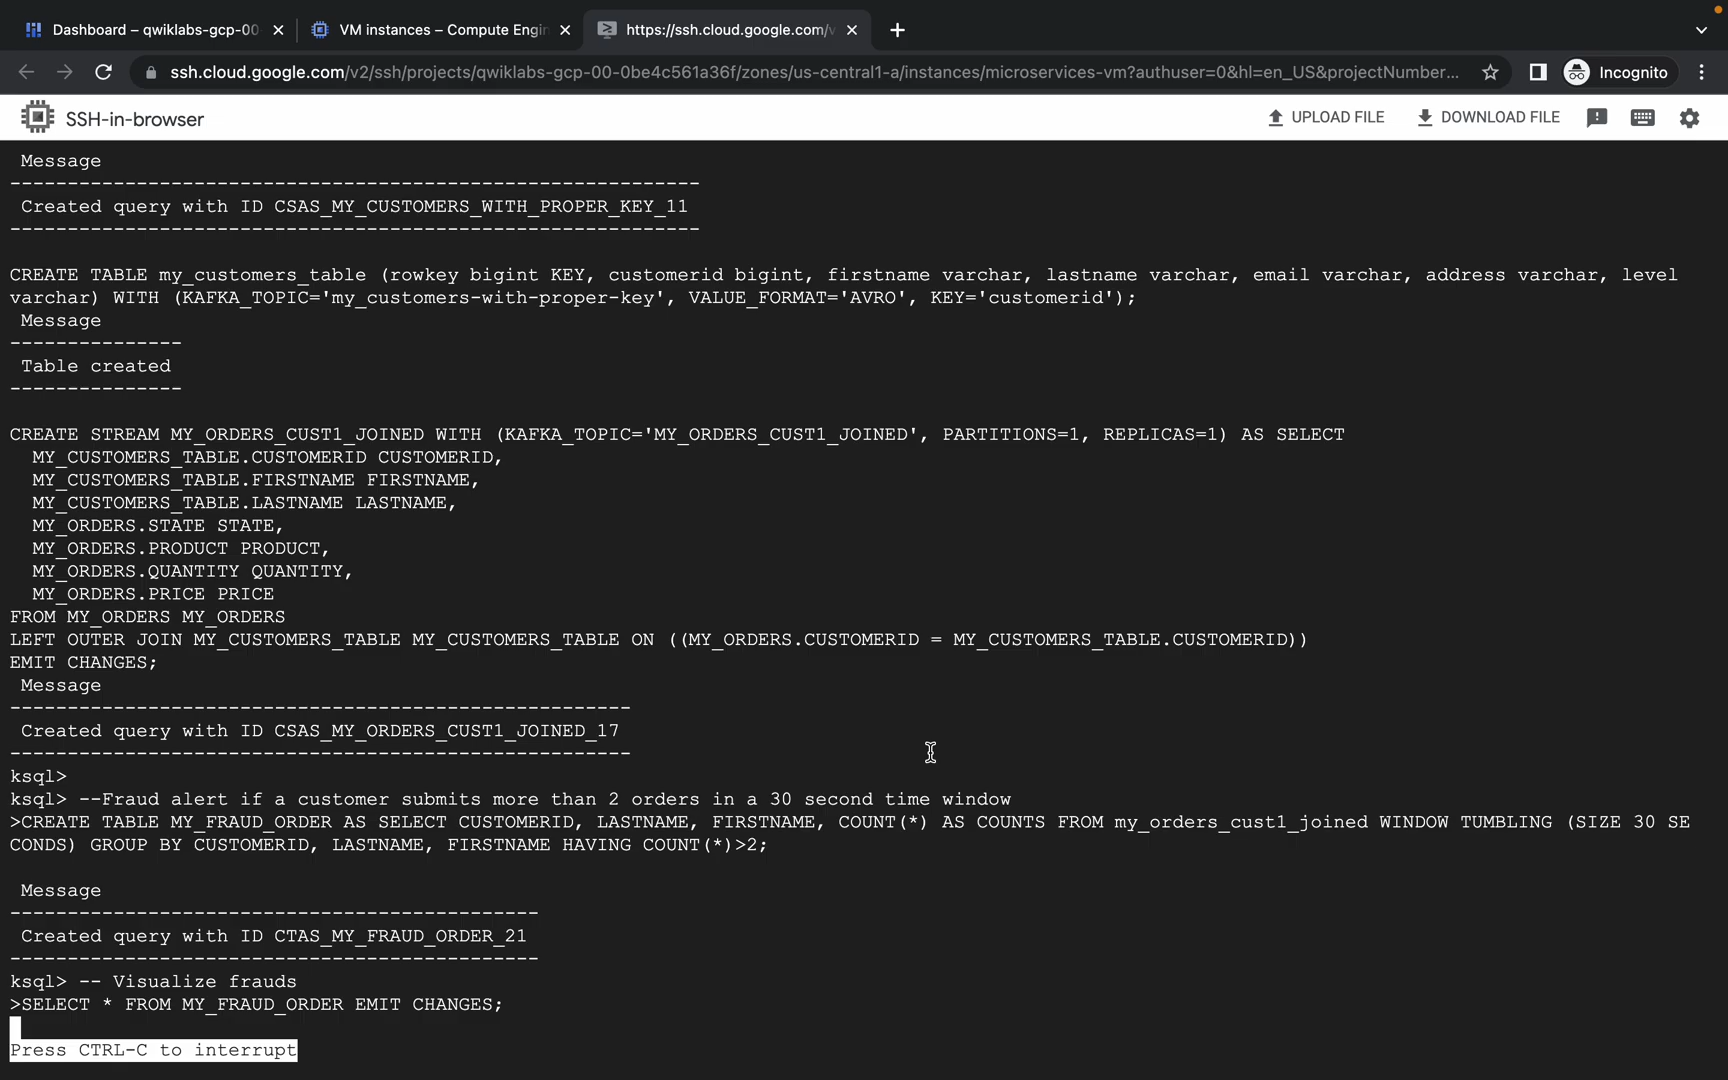 Dashboard – qwiklabs-gcp-00
VM instances – Compute Engin
https://ssh.cloud.google.com/v
ssh.cloud.google.com/v2/ssh/projects/qwiklabs-gcp-00-0be4c561a36f/zones/us-central1-a/instances/microservices-vm?authuser=0&hl=en_US&projectNumber...
Incognito
SSH-in-browser
UPLOAD FILE
DOWNLOAD FILE
Message
------------------------------------------------------------
Created query with ID CSAS_MY_CUSTOMERS_WITH_PROPER_KEY_11
------------------------------------------------------------
CREATE TABLE my_customers_table (rowkey bigint KEY, customerid bigint, firstname varchar, lastname varchar, email varchar, address varchar, level
varchar) WITH (KAFKA_TOPIC='my_customers-with-proper-key', VALUE_FORMAT='AVRO', KEY='customerid');
Message
---------------
Table created
---------------
CREATE STREAM MY_ORDERS_CUST1_JOINED WITH (KAFKA_TOPIC='MY_ORDERS_CUST1_JOINED', PARTITIONS=1, REPLICAS=1) AS SELECT
MY_CUSTOMERS_TABLE.CUSTOMERID CUSTOMERID,
MY_CUSTOMERS_TABLE.FIRSTNAME FIRSTNAME,
MY_CUSTOMERS_TABLE.LASTNAME LASTNAME,
MY_ORDERS.STATE STATE,
MY_ORDERS.PRODUCT PRODUCT,
MY_ORDERS.QUANTITY QUANTITY,
MY_ORDERS.PRICE PRICE
FROM MY_ORDERS MY_ORDERS
LEFT OUTER JOIN MY_CUSTOMERS_TABLE MY_CUSTOMERS_TABLE ON ((MY_ORDERS.CUSTOMERID = MY_CUSTOMERS_TABLE.CUSTOMERID))
EMIT CHANGES;
Message
------------------------------------------------------
Created query with ID CSAS_MY_ORDERS_CUST1_JOINED_17
------------------------------------------------------
ksql>
ksql> --Fraud alert if a customer submits more than 2 orders in a 30 second time window
>CREATE TABLE MY_FRAUD_ORDER AS SELECT CUSTOMERID, LASTNAME, FIRSTNAME, COUNT(*) AS COUNTS FROM my_orders_cust1_joined WINDOW TUMBLING (SIZE 30 SE
CONDS) GROUP BY CUSTOMERID, LASTNAME, FIRSTNAME HAVING COUNT(*)>2;
Message
----------------------------------------------
Created query with ID CTAS_MY_FRAUD_ORDER_21
----------------------------------------------
ksql> -- Visualize frauds
>SELECT * FROM MY_FRAUD_ORDER EMIT CHANGES;
Press CTRL-C to interrupt